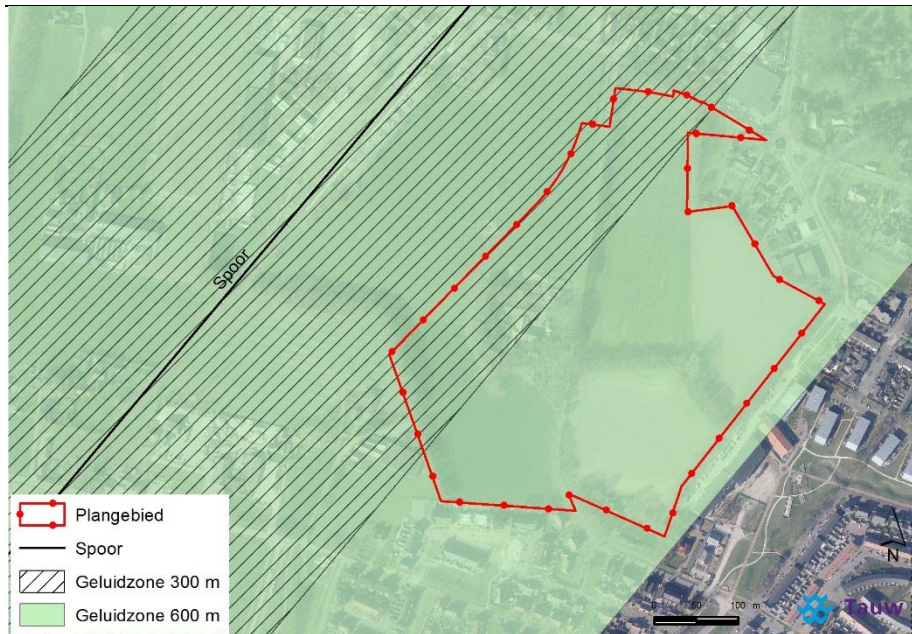 Spoor
Plangebied
Spoor
Geluidzone 300 m
Geluidzone 600 m
N
0 50 100 m
Tauw